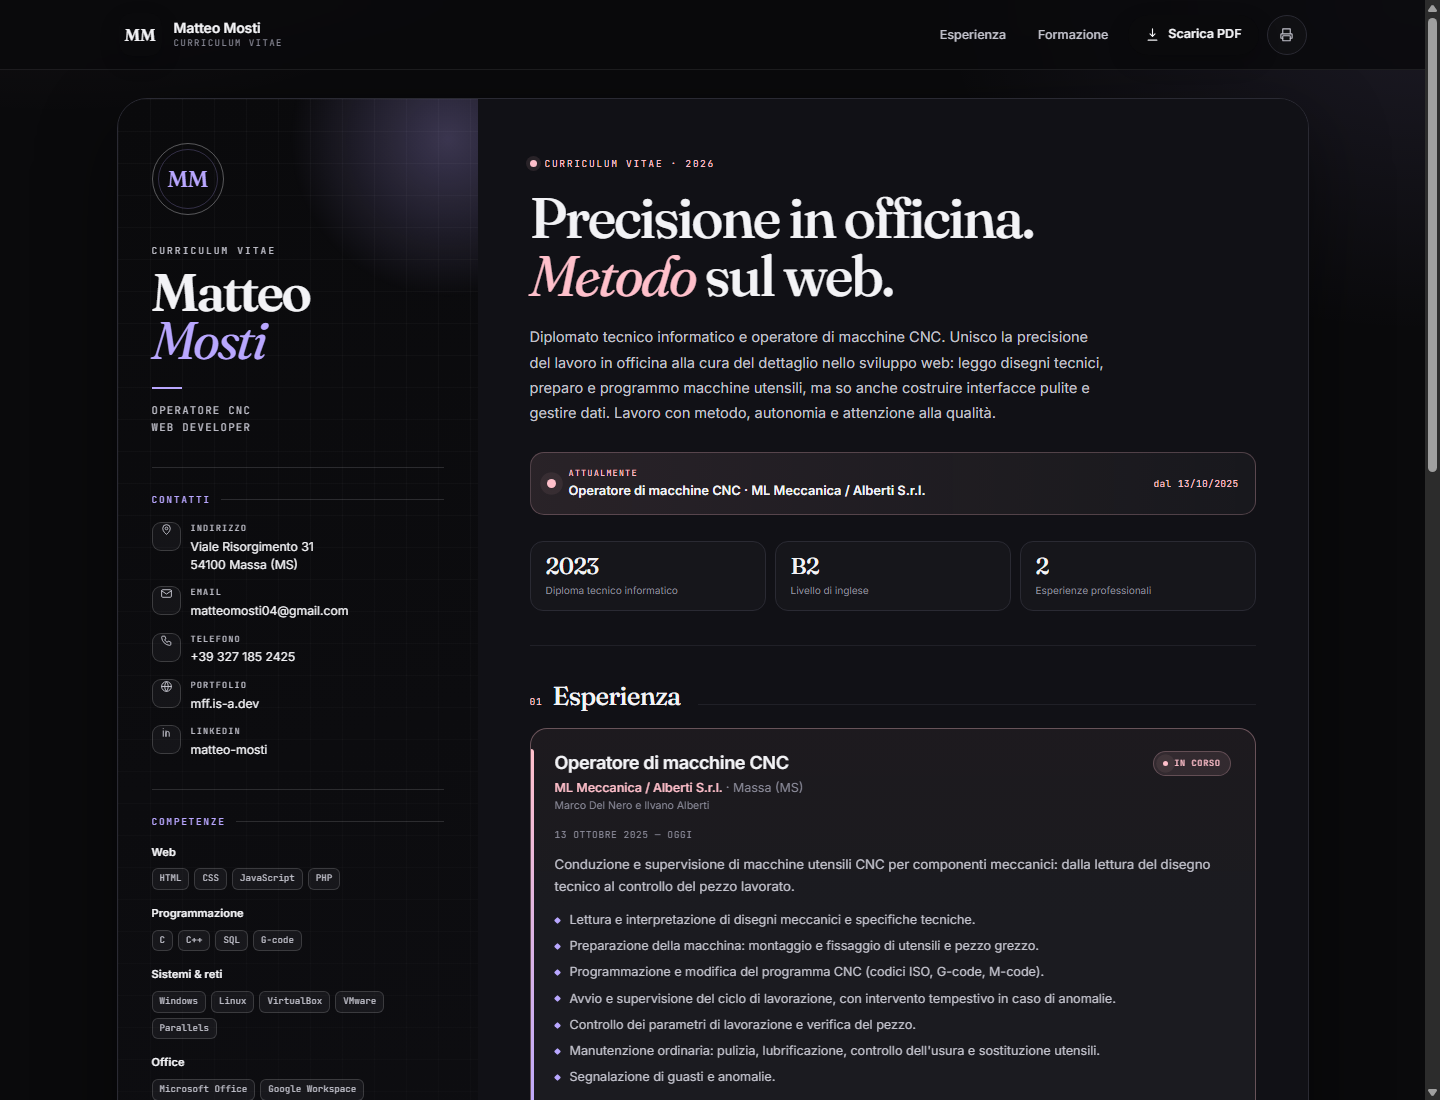 MM
Matteo Mosti
CURRICULUM VITAE
Esperienza
Formazione
Scarica PDF
MM
CURRICULUM VITAE
Matteo
Mosti
OPERATORE CNC
WEB DEVELOPER
CONTATTI
INDIRIZZO
Viale Risorgimento 31
54100 Massa (MS)
EMAIL
matteomosti04@gmail.com
TELEFONO
+39 327 185 2425
PORTFOLIO
mff.is-a.dev
in
LINKEDIN
matteo-mosti
COMPETENZE
Web
HTML CSS JavaScript PHP
Programmazione
C C++ SQL G-code
Sistemi & reti
Windows Linux VirtualBox VMware
Parallels
Office
Microsoft Office Google Workspace
CURRICULUM VITAE · 2026
Precisione in officina.
Metodo sul web.
Diplomato tecnico informatico e operatore di macchine CNC. Unisco la precisione
del lavoro in officina alla cura del dettaglio nello sviluppo web: leggo disegni tecnici,
preparo e programmo macchine utensili, ma so anche costruire interfacce pulite e
gestire dati. Lavoro con metodo, autonomia e attenzione alla qualità.
ATTUALMENTE
Operatore di macchine CNC · ML Meccanica / Alberti S.r.l.
dal 13/10/2025
2023
Diploma tecnico informatico
B2
Livello di inglese
2
Esperienze professionali
01 Esperienza
Operatore di macchine CNC
IN CORSO
ML Meccanica / Alberti S.r.l. · Massa (MS)
Marco Del Nero e Ilvano Alberti
13 OTTOBRE 2025 — OGGI
Conduzione e supervisione di macchine utensili CNC per componenti meccanici: dalla lettura del disegno
tecnico al controllo del pezzo lavorato.
Lettura e interpretazione di disegni meccanici e specifiche tecniche.
Preparazione della macchina: montaggio e fissaggio di utensili e pezzo grezzo.
Programmazione e modifica del programma CNC (codici ISO, G-code, M-code).
Avvio e supervisione del ciclo di lavorazione, con intervento tempestivo in caso di anomalie.
Controllo dei parametri di lavorazione e verifica del pezzo.
Manutenzione ordinaria: pulizia, lubrificazione, controllo dell'usura e sostituzione utensili.
Segnalazione di guasti e anomalie.